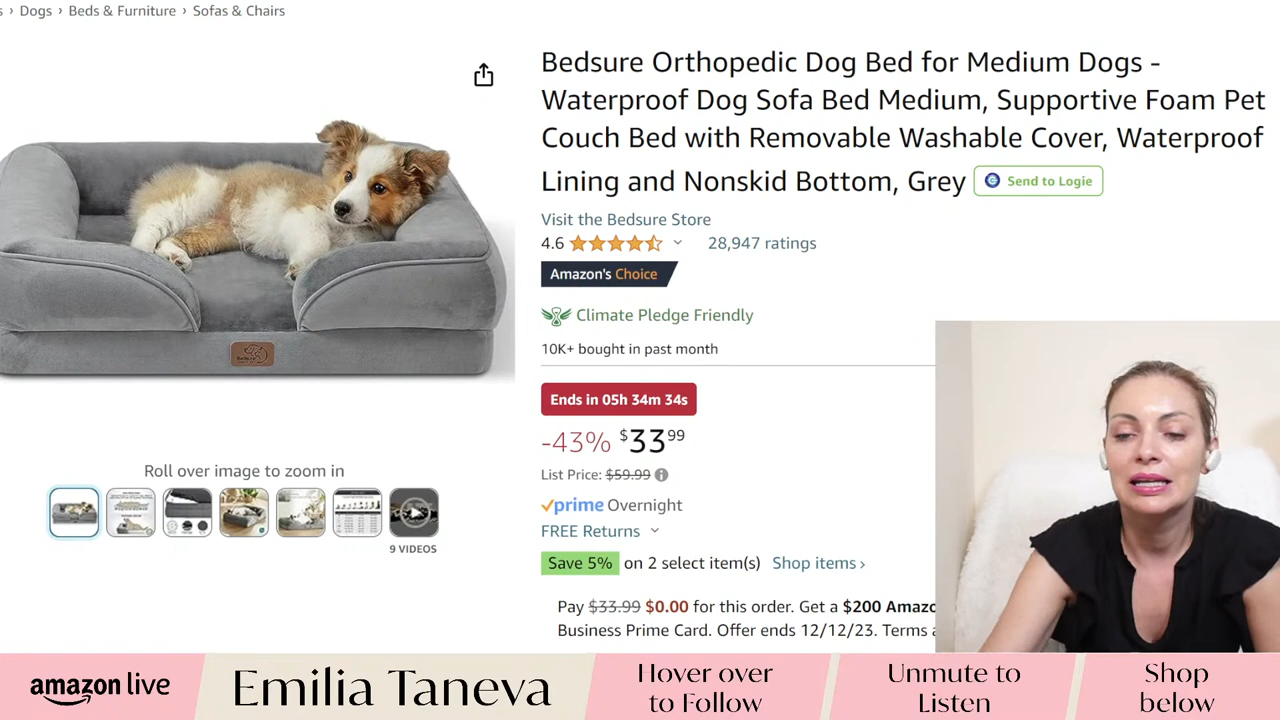 s › Dogs › Beds & Furniture › Sofas & Chairs
Bedsure Orthopedic Dog Bed for Medium Dogs -
Waterproof Dog Sofa Bed Medium, Supportive Foam Pet
Couch Bed with Removable Washable Cover, Waterproof
Lining and Nonskid Bottom, Grey Send to Logie
Visit the Bedsure Store
4.6 28,947 ratings
Amazon's Choice
Climate Pledge Friendly
10K+ bought in past month
Ends in 05h 34m 34s
-43% $33 99
List Price: $59.99
prime Overnight
FREE Returns
Save 5% on 2 select item(s) Shop items ›
Pay $33.99 $0.00 for this order. Get a $200 Amazo
Business Prime Card. Offer ends 12/12/23. Terms a
Bedsure
Roll over image to zoom in
9 VIDEOS
amazon live
Emilia Taneva
Hover over
to Follow
Unmute to
Listen
Shop
below